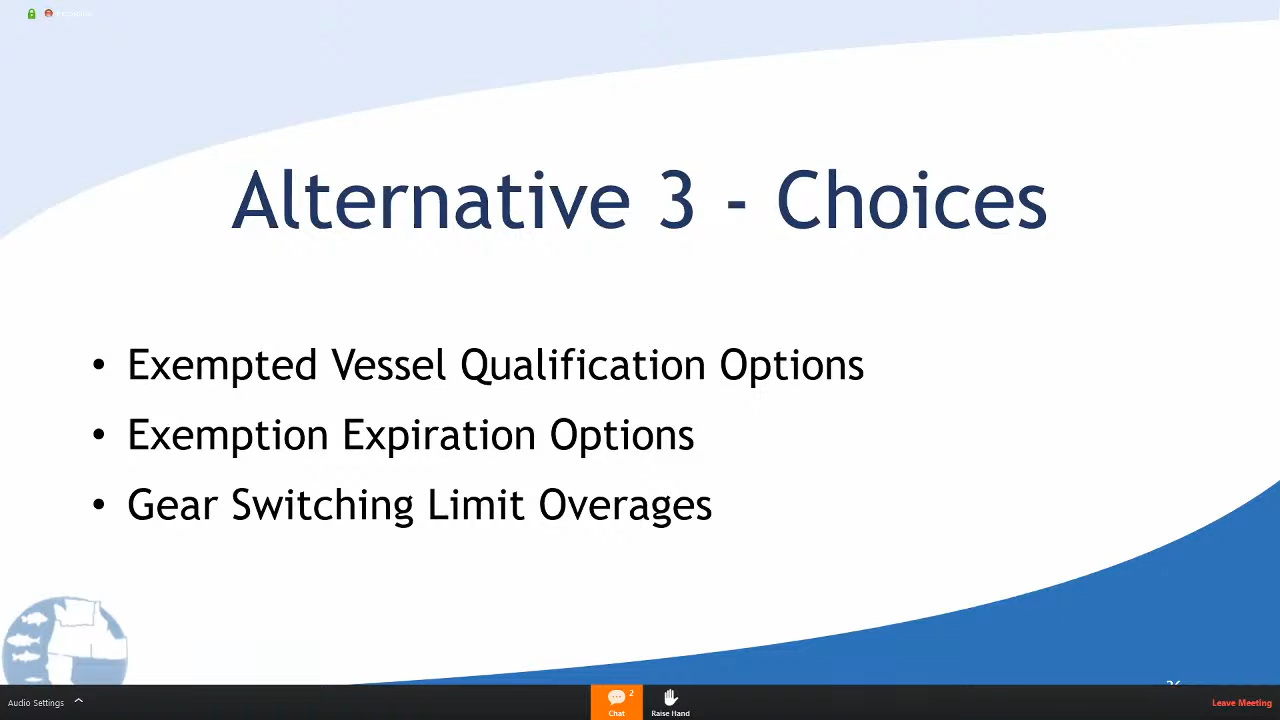 Alternative 3 - Choices
• Exempted Vessel Qualification Options
• Exemption Expiration Options
• Gear Switching Limit Overages
Audio Settings
2
Chat
Raise Hand
Leave Meeting